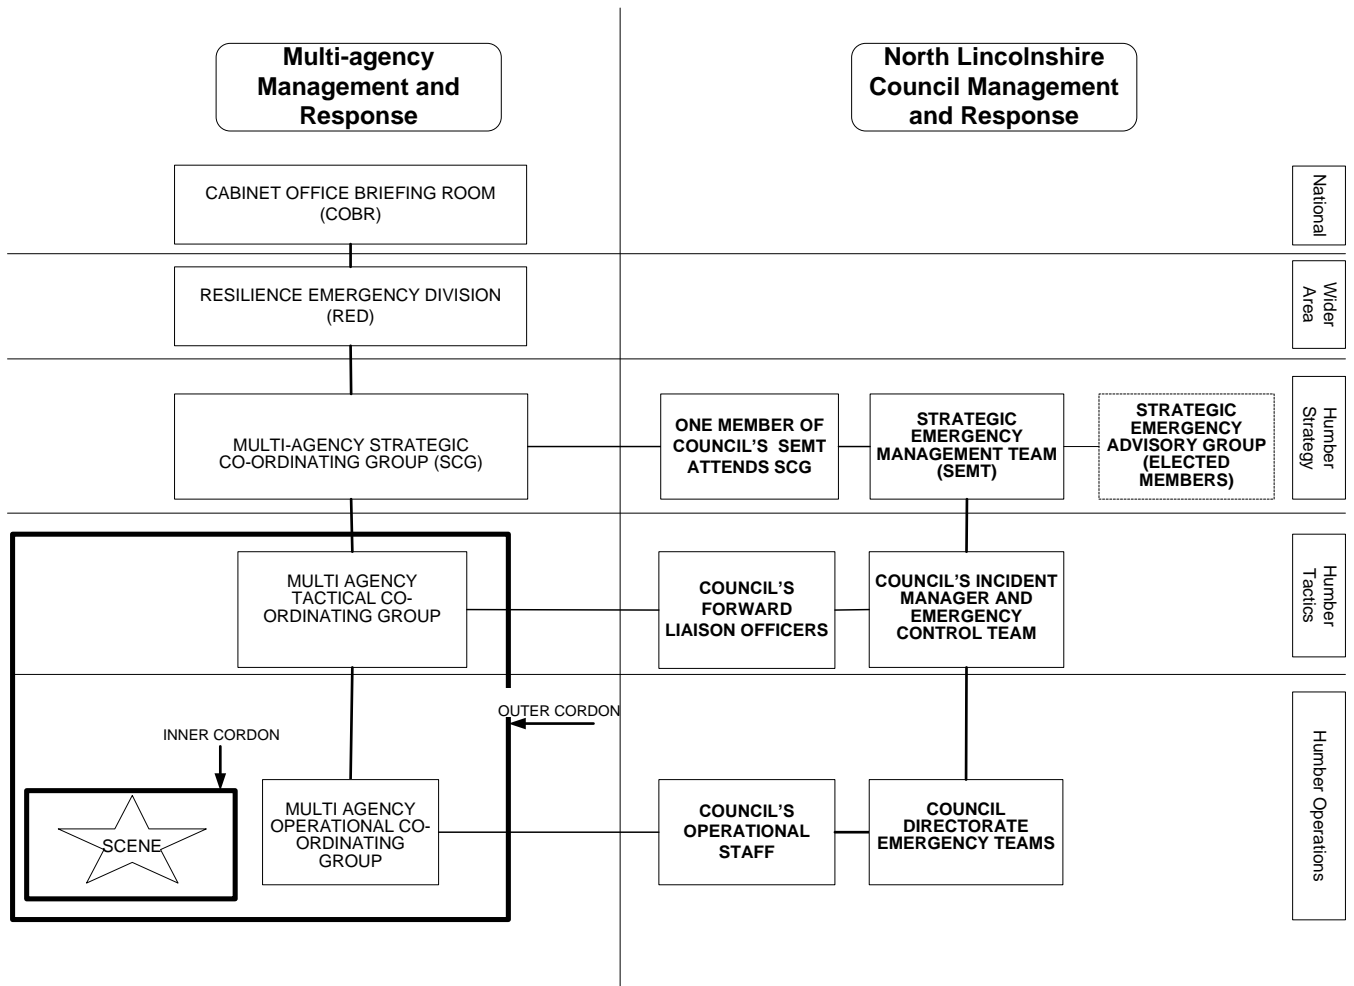 Multi-agency
Management and
Response
North Lincolnshire
Council Management
and Response
CABINET OFFICE BRIEFING ROOM
(COBR)
National
RESILIENCE EMERGENCY DIVISION
(RED)
Wider
Area
MULTI-AGENCY STRATEGIC
CO-ORDINATING GROUP (SCG)
ONE MEMBER OF
COUNCIL'S SEMT
ATTENDS SCG
STRATEGIC
EMERGENCY
MANAGEMENT TEAM
(SEMT)
STRATEGIC
EMERGENCY
ADVISORY GROUP
(ELECTED
MEMBERS)
Humber
Strategy
MULTI AGENCY
TACTICAL CO-
ORDINATING GROUP
COUNCIL'S
FORWARD
LIAISON OFFICERS
COUNCIL'S INCIDENT
MANAGER AND
EMERGENCY
CONTROL TEAM
Humber
Tactics
OUTER CORDON
INNER CORDON
SCENE
MULTI AGENCY
OPERATIONAL CO-
ORDINATING
GROUP
COUNCIL'S
OPERATIONAL
STAFF
COUNCIL
DIRECTORATE
EMERGENCY TEAMS
Humber Operations